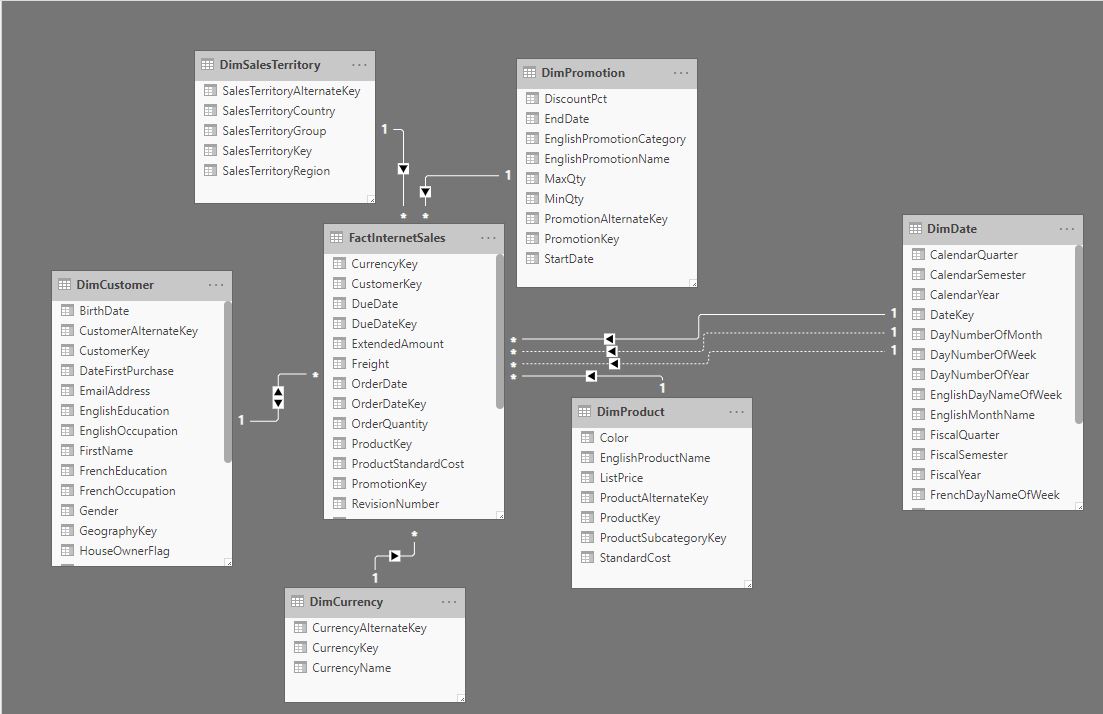 DimSalesTerritory
SalesTerritoryAlternateKey
SalesTerritoryCountry
SalesTerritoryGroup
SalesTerritoryKey
SalesTerritoryRegion
1
*
DimPromotion
DiscountPct
EndDate
EnglishPromotionCategory
EnglishPromotionName
MaxQty
MinQty
PromotionAlternateKey
PromotionKey
StartDate
1
*
DimCustomer
BirthDate
CustomerAlternateKey
CustomerKey
DateFirstPurchase
EmailAddress
EnglishEducation
EnglishOccupation
FirstName
FrenchEducation
FrenchOccupation
Gender
GeographyKey
HouseOwnerFlag
1
*
FactInternetSales
CurrencyKey
CustomerKey
DueDate
DueDateKey
ExtendedAmount
Freight
OrderDate
OrderDateKey
OrderQuantity
ProductKey
ProductStandardCost
PromotionKey
RevisionNumber
*
*
*
*
1
1
1
1
DimDate
CalendarQuarter
CalendarSemester
CalendarYear
DateKey
DayNumberOfMonth
DayNumberOfWeek
DayNumberOfYear
EnglishDayNameOfWeek
EnglishMonthName
FiscalQuarter
FiscalSemester
FiscalYear
FrenchDayNameOfWeek
DimProduct
Color
EnglishProductName
ListPrice
ProductAlternateKey
ProductKey
ProductSubcategoryKey
StandardCost
*
1
DimCurrency
CurrencyAlternateKey
CurrencyKey
CurrencyName